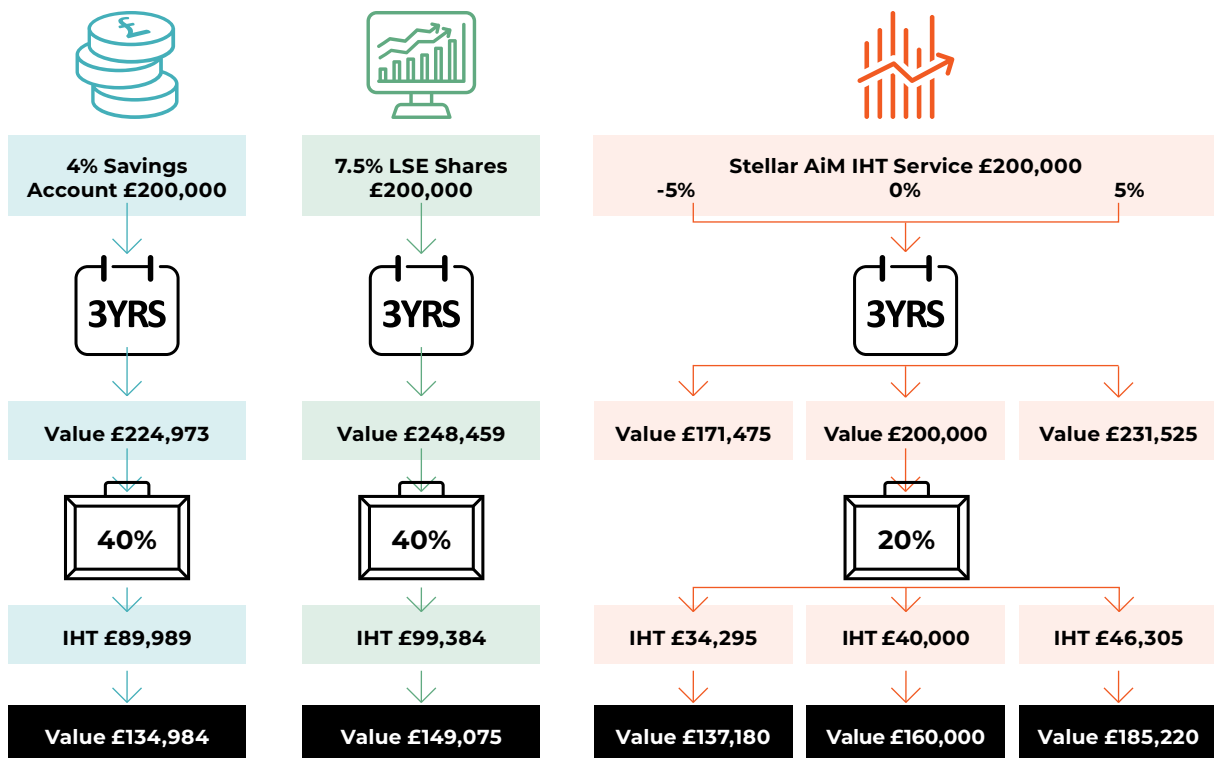 £
4% Savings
Account £200,000
7.5% LSE Shares
£200,000
Stellar AiM IHT Service £200,000
-5% 0% 5%
3YRS 3YRS 3YRS
Value £224,973 Value £248,459 Value £171,475 Value £200,000 Value £231,525
40% 40% 20%
IHT £89,989 IHT £99,384 IHT £34,295 IHT £40,000 IHT £46,305
Value £134,984 Value £149,075 Value £137,180 Value £160,000 Value £185,220